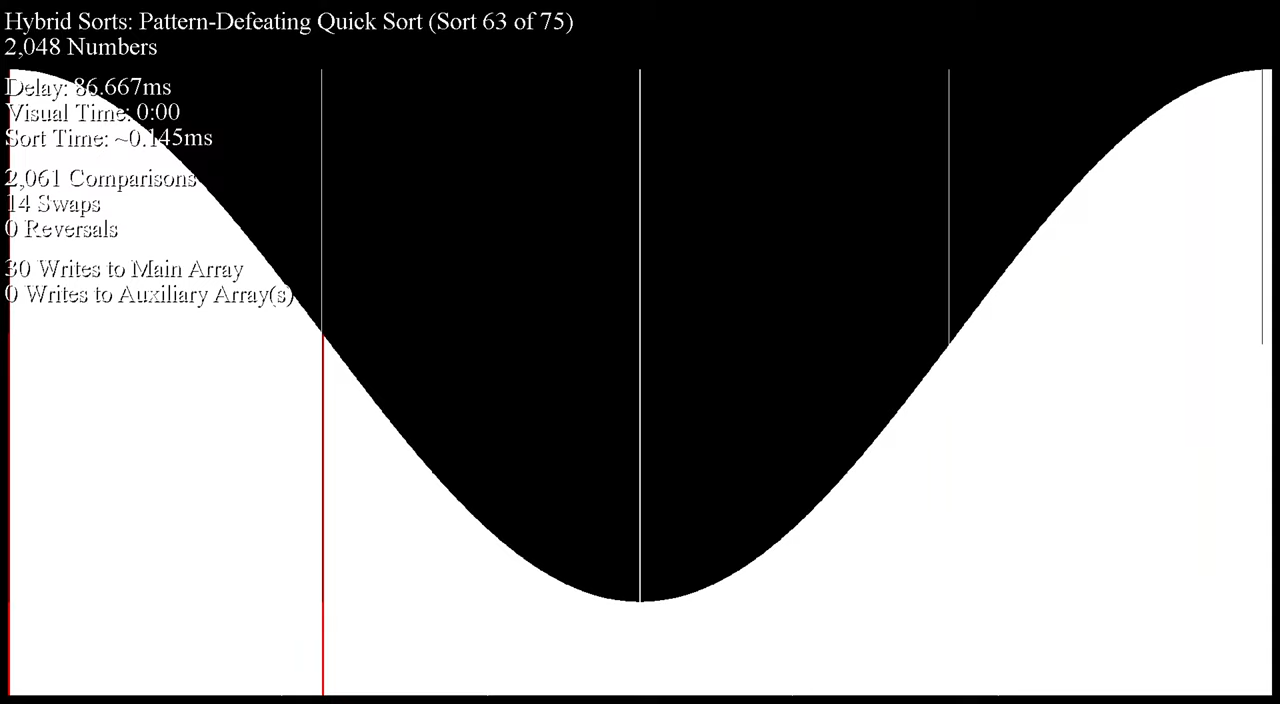 Hybrid Sorts: Pattern-Defeating Quick Sort (Sort 63 of 75)
2,048 Numbers
Delay: 86.667ms
Visual Time: 0:00
Sort Time: ~0.145ms
2,061 Comparisons
14 Swaps
0 Reversals
30 Writes to Main Array
0 Writes to Auxiliary Array(s)